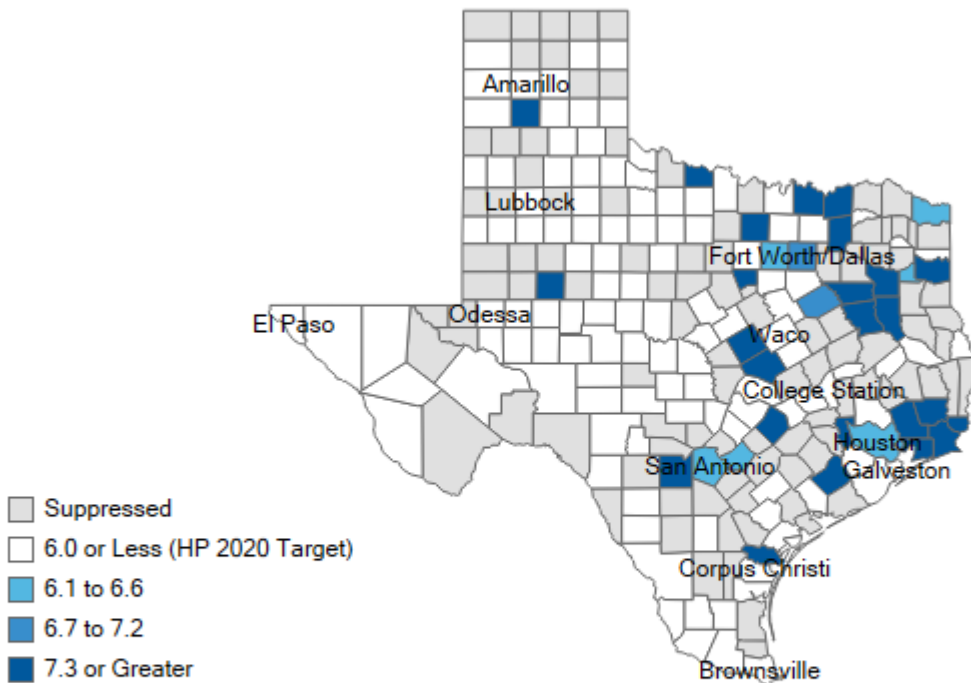 Amarillo
Lubbock
Fort Worth/Dallas
El Paso
Odessa
Waco
College Station
Houston
San Antonio
Galveston
Suppressed
6.0 or Less (HP 2020 Target)
6.1 to 6.6
Corpus Christi
6.7 to 7.2
7.3 or Greater
Brownsville